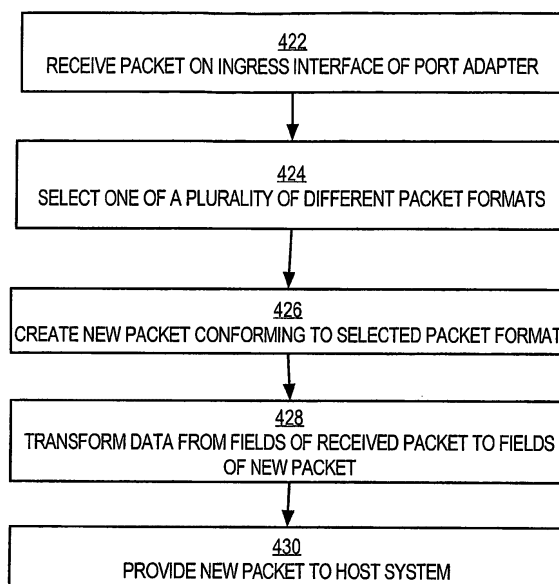 422
RECEIVE PACKET ON INGRESS INTERFACE OF PORT ADAPTER
424
SELECT ONE OF A PLURALITY OF DIFFERENT PACKET FORMATS
426
CREATE NEW PACKET CONFORMING TO SELECTED PACKET FORMAT
428
TRANSFORM DATA FROM FIELDS OF RECEIVED PACKET TO FIELDS
OF NEW PACKET
430
PROVIDE NEW PACKET TO HOST SYSTEM